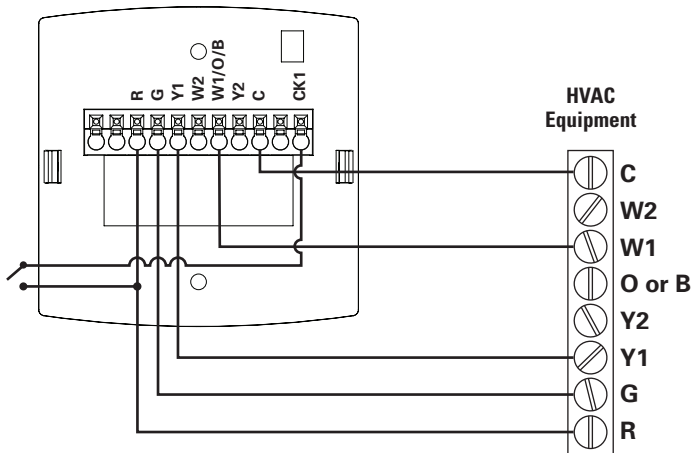 R
G
Y1
W2
W1/O/B
Y2
C
CK1
HVAC
Equipment
C
W2
W1
O or B
Y2
Y1
G
R